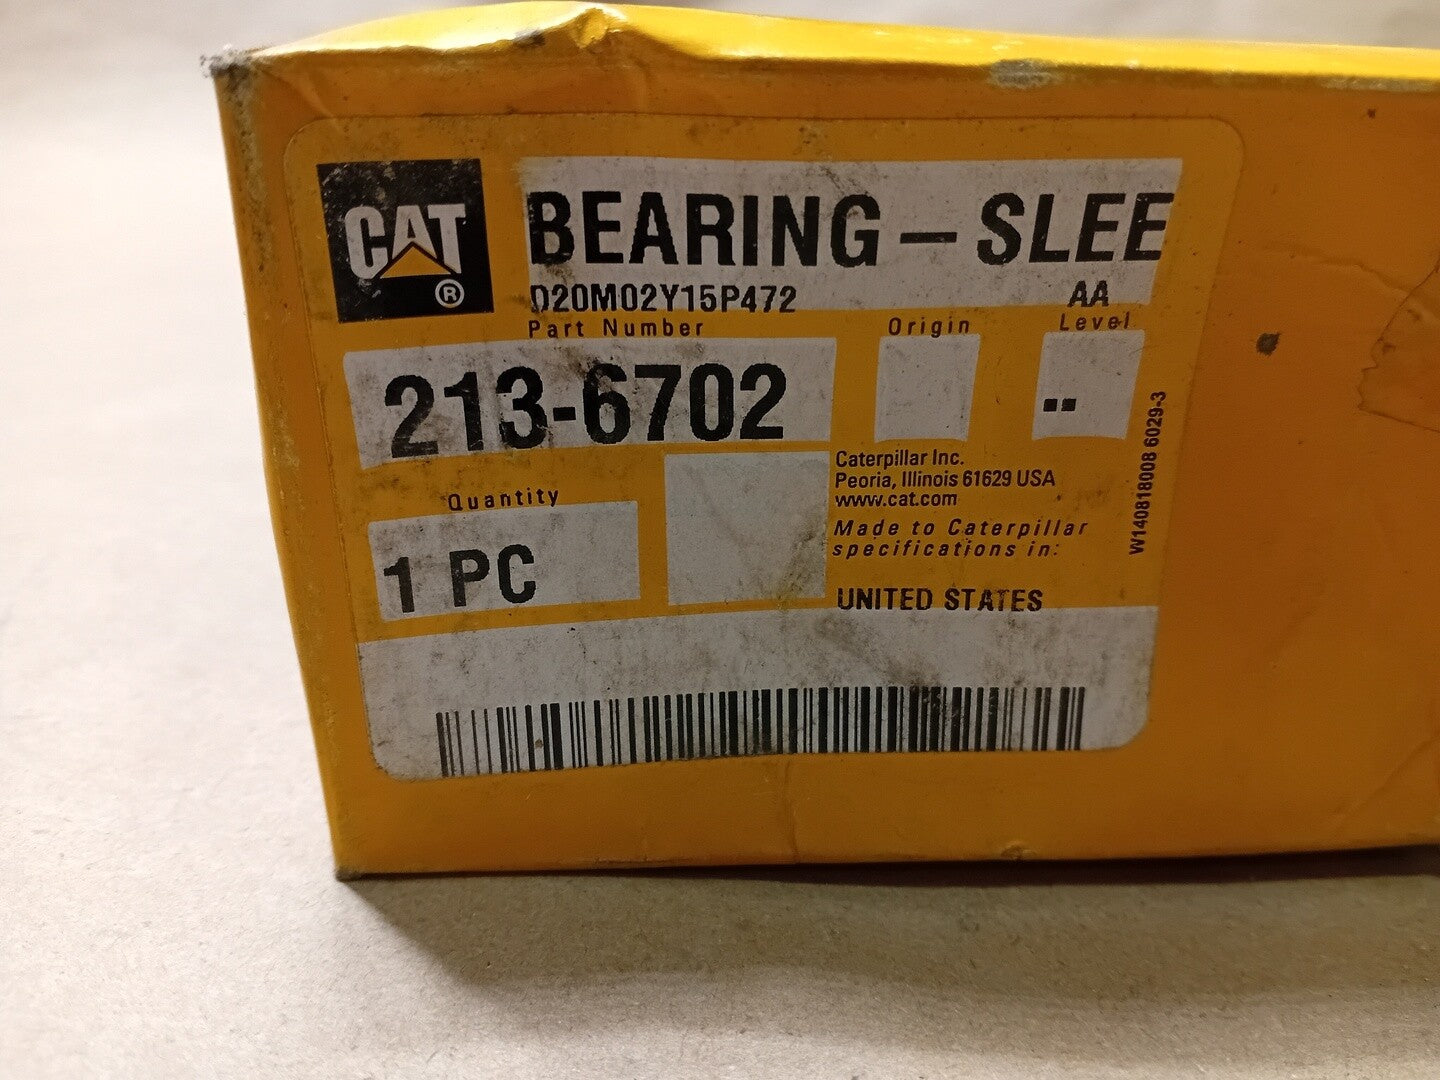 CAT
®
BEARING - SLEE
D20M02Y15P472 AA
Part Number Origin Level
213-6702 --
Caterpillar Inc.
Peoria, Illinois 61629 USA
www.cat.com
Quantity
Made to Caterpillar
specifications in:
1 PC
UNITED STATES
W140818008 6029-3